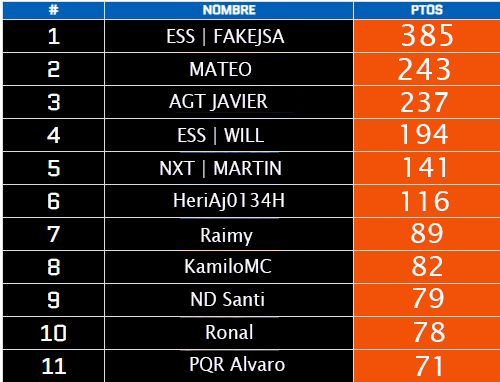 # NOMBRE PTOS
1 ESS | FAKEJSA 385
2 MATEO 243
3 AGT JAVIER 237
4 ESS | WILL 194
5 NXT | MARTIN 141
6 HeriAj0134H 116
7 Raimy 89
8 KamiloMC 82
9 ND Santi 79
10 Ronal 78
11 PQR Alvaro 71